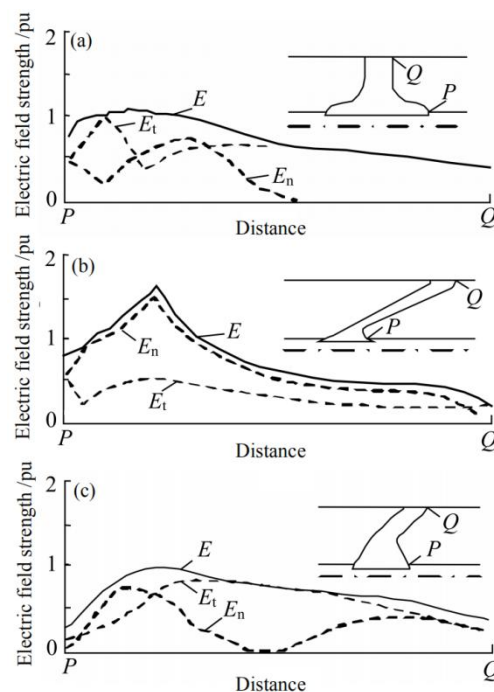 (a)
Electric field strength /pu
2
1
0
E
Et
En
Q
P
P
Q
Distance
(b)
Electric field strength /pu
2
1
0
E
En
Et
Q
P
P
Q
Distance
(c)
Electric field strength /pu
2
1
0
E
Et
En
Q
P
P
Q
Distance